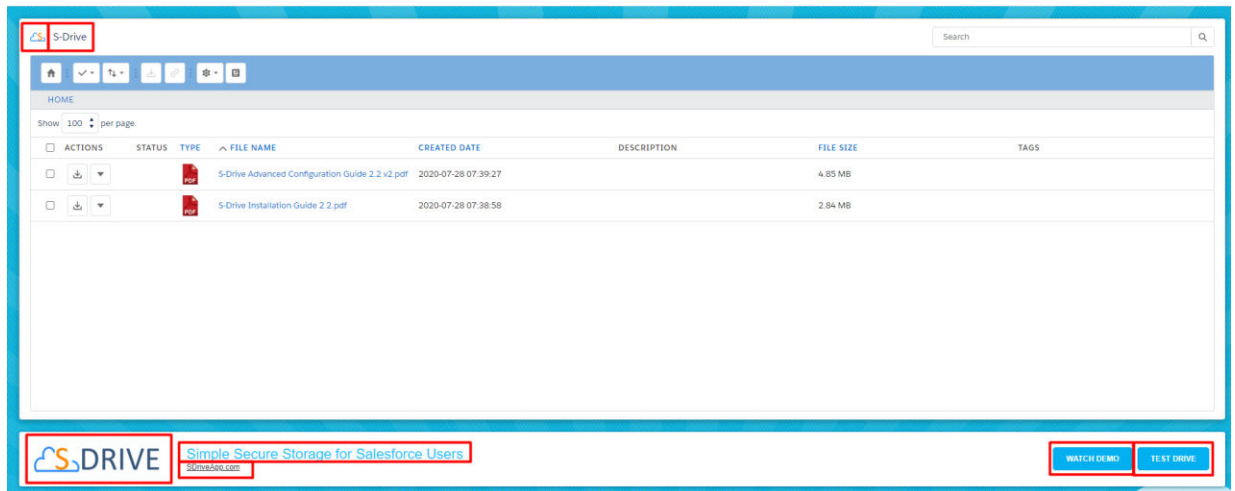 S S-Drive Search
HOME
Show 100 per page.
ACTIONS STATUS TYPE FILE NAME CREATED DATE DESCRIPTION FILE SIZE TAGS
PDF S-Drive Advanced Configuration Guide 2.2 v2.pdf 2020-07-28 07:39:27 4.85 MB
PDF S-Drive Installation Guide 2.2.pdf 2020-07-28 07:38:58 2.84 MB
S DRIVE Simple Secure Storage for Salesforce Users WATCH DEMO TEST DRIVE
SDriveApp.com